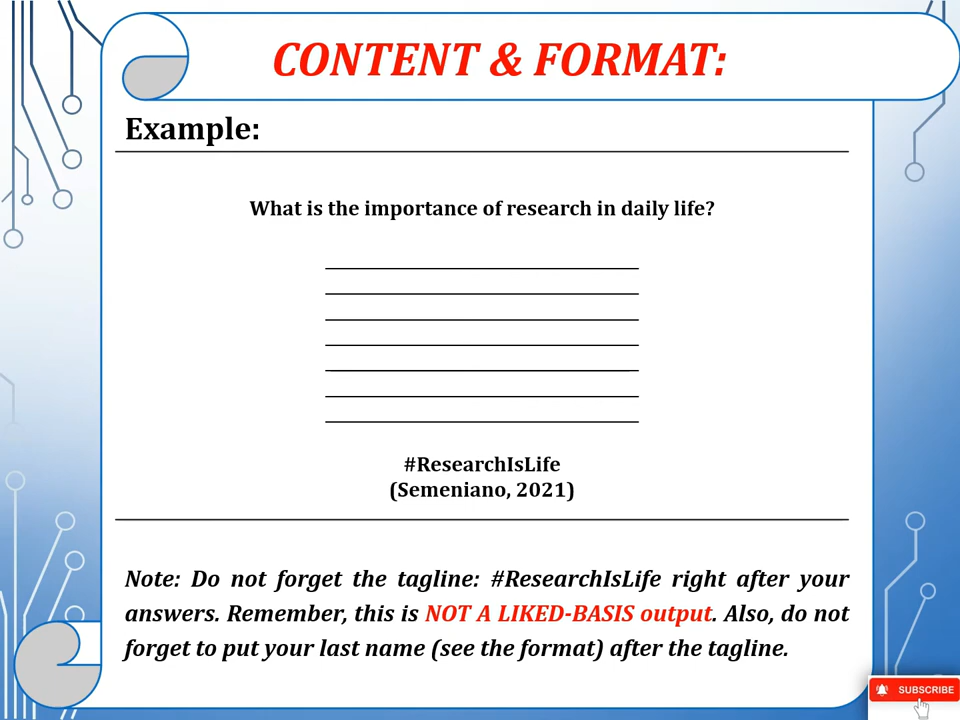 CONTENT & FORMAT:
Example:
What is the importance of research in daily life?
#ResearchIsLife
(Semeniano, 2021)
Note: Do not forget the tagline: #ResearchIsLife right after your
answers. Remember, this is NOT A LIKED-BASIS output. Also, do not
forget to put your last name (see the format) after the tagline.
SUBSCRIBE